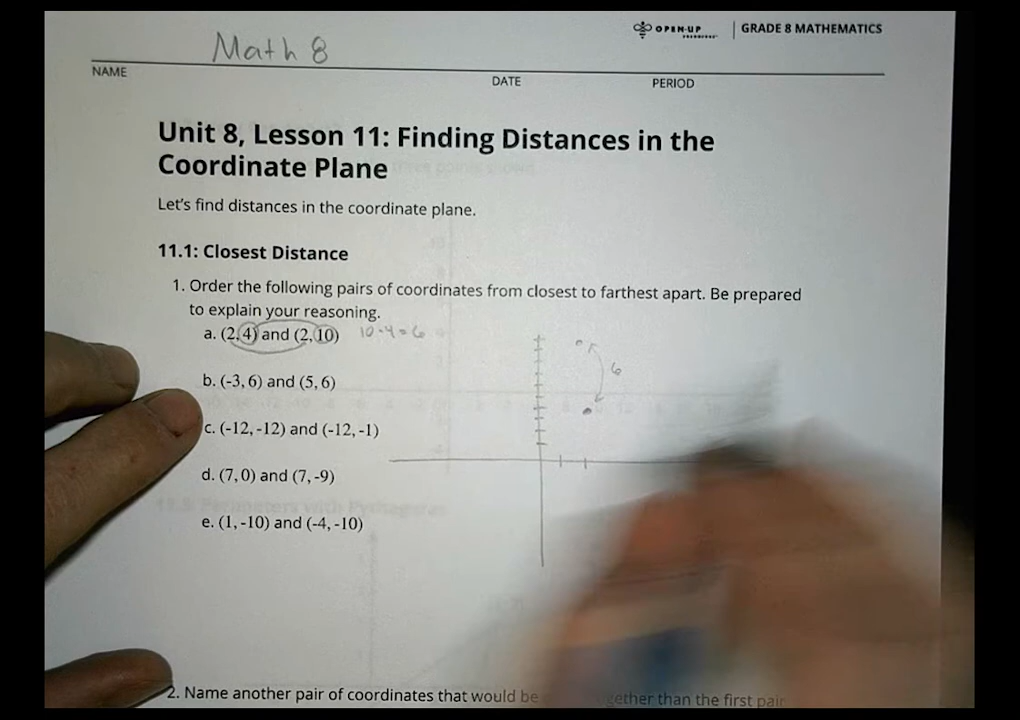 OPEN-UP GRADE 8 MATHEMATICS
Math 8
NAME DATE PERIOD
Unit 8, Lesson 11: Finding Distances in the
Coordinate Plane
Let's find distances in the coordinate plane.
11.1: Closest Distance
1. Order the following pairs of coordinates from closest to farthest apart. Be prepared
to explain your reasoning.
a. (2,4) and (2,10) 10-4=6
6
b. (-3,6) and (5,6)
c. (-12,-12) and (-12,-1)
d. (7,0) and (7,-9)
e. (1,-10) and (-4,-10)
2. Name another pair of coordinates that would be than the first pair